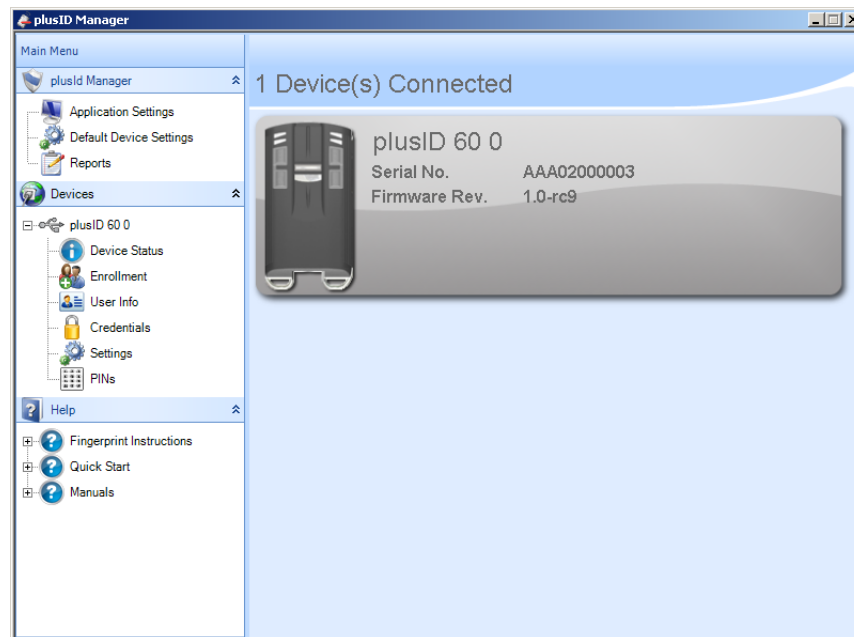 plusID Manager
Main Menu
plusId Manager
Application Settings
Default Device Settings
Reports
Devices
plusID 60 0
Device Status
Enrollment
User Info
Credentials
Settings
PINs
Help
Fingerprint Instructions
Quick Start
Manuals
1 Device(s) Connected
plusID 60 0
Serial No. AAA02000003
Firmware Rev. 1.0-rc9